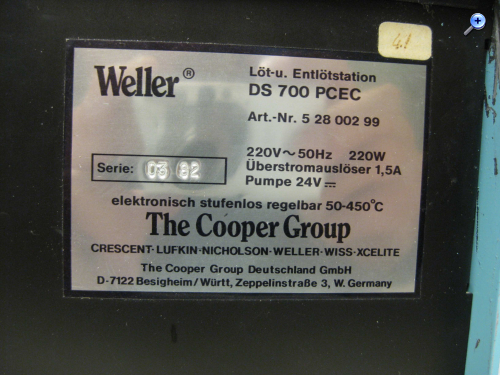 41
Weller®
Löt-u. Entlötstation
DS 700 PCEC
Art.-Nr. 5 28 002 99
220V~50Hz 220W
Überstromauslöser 1,5A
Pumpe 24V⎓
Serie: 03 82
elektronisch stufenlos regelbar 50-450°C
The Cooper Group
CRESCENT·LUFKIN·NICHOLSON·WELLER·WISS·XCELITE
The Cooper Group Deutschland GmbH
D-7122 Besigheim/Württ, Zeppelinstraße 3, W. Germany